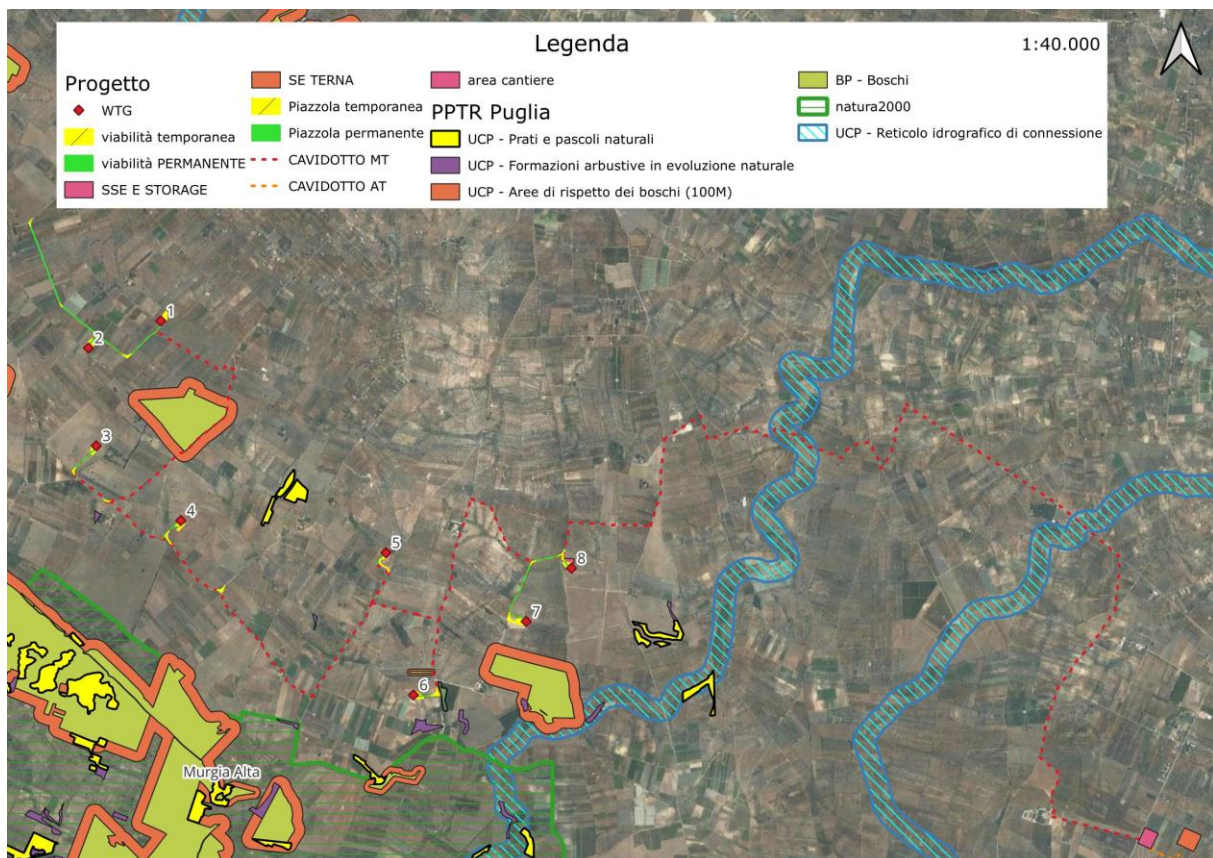 Legenda
1:40.000
Progetto
WTG
viabilità temporanea
viabilità PERMANENTE
SSE E STORAGE
SE TERNA
Piazzola temporanea
Piazzola permanente
CAVIDOTTO MT
CAVIDOTTO AT
area cantiere
PPTR Puglia
UCP - Prati e pascoli naturali
UCP - Formazioni arbustive in evoluzione naturale
UCP - Aree di rispetto dei boschi (100M)
BP - Boschi
natura2000
UCP - Reticolo idrografico di connessione
1
2
3
4
5
8
7
6
Murgia Alta